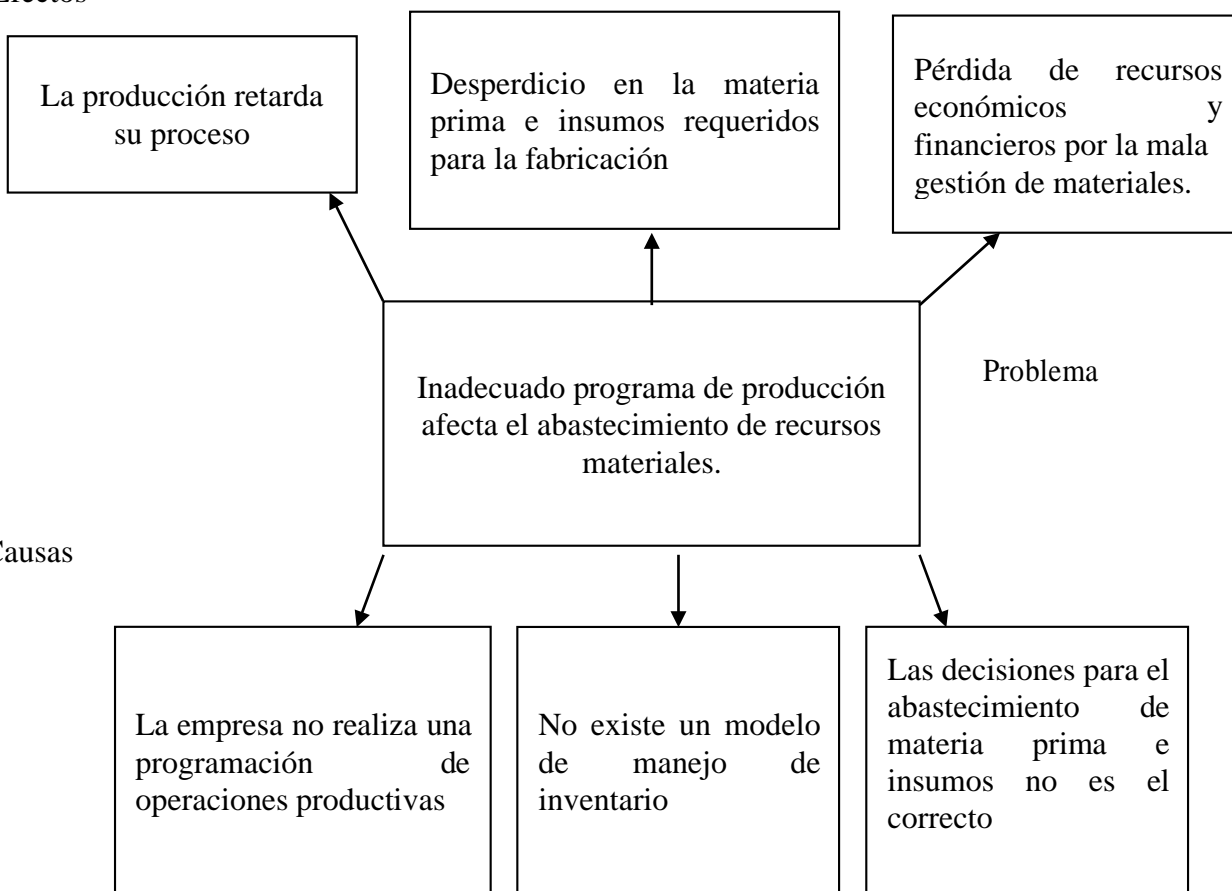 Efectos
La producción retarda
su proceso
Desperdicio en la materia
prima e insumos requeridos
para la fabricación
Pérdida de recursos
económicos y
financieros por la mala
gestión de materiales.
Inadecuado programa de producción
afecta el abastecimiento de recursos
materiales.
Problema
Causas
La empresa no realiza una
programación de
operaciones productivas
No existe un modelo
de manejo de
inventario
Las decisiones para el
abastecimiento de
materia prima e
insumos no es el
correcto